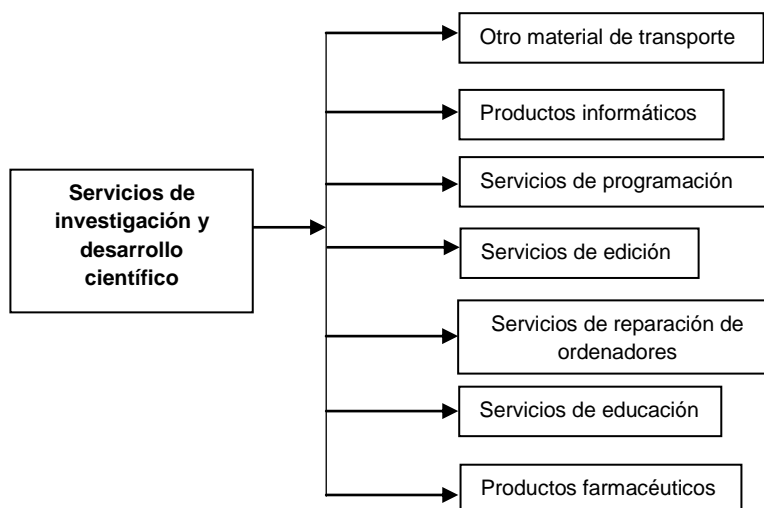 Otro material de transporte
Productos informáticos
Servicios de programación
Servicios de
investigación y
desarrollo
científico
Servicios de edición
Servicios de reparación de
ordenadores
Servicios de educación
Productos farmacéuticos